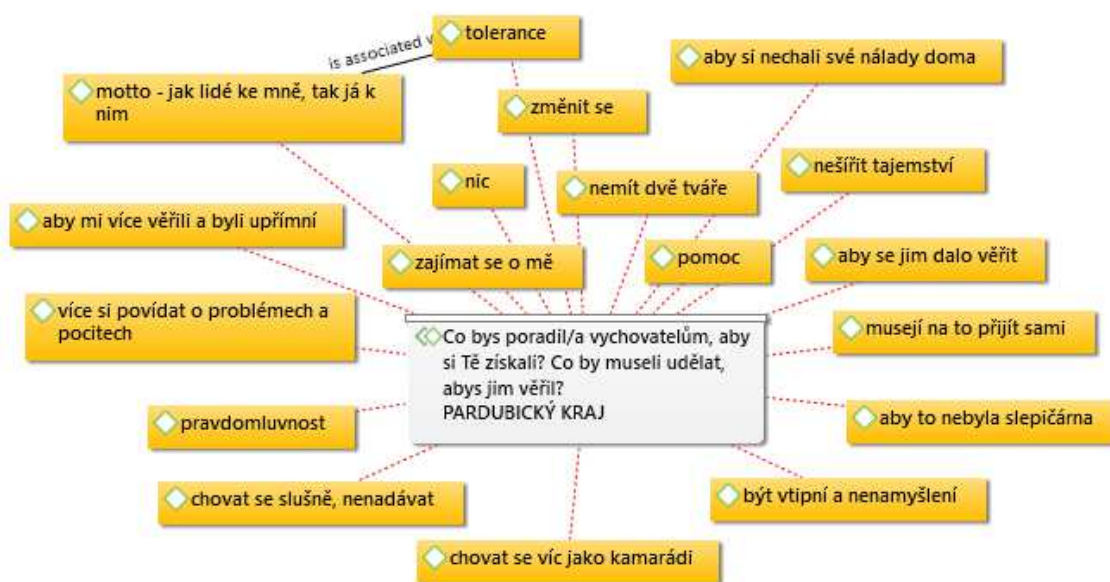 tolerance
is associated
aby si nechali své nálady doma
motto - jak lidé ke mně, tak já k
nim
změnit se
nešířit tajemství
nic
nemít dvě tváře
aby mi více věřili a byli upřímní
zajímat se o mě
pomoc
aby se jim dalo věřit
více si povídat o problémech a
pocitech
Co bys poradil/a vychovatelům, aby
si Tě získali? Co by museli udělat,
abys jim věřil?
PARDUBICKÝ KRAJ
musejí na to přijít sami
pravdomluvnost
aby to nebyla slepičárna
chovat se slušně, nenadávat
být vtipní a nenamyšlení
chovat se víc jako kamarádi